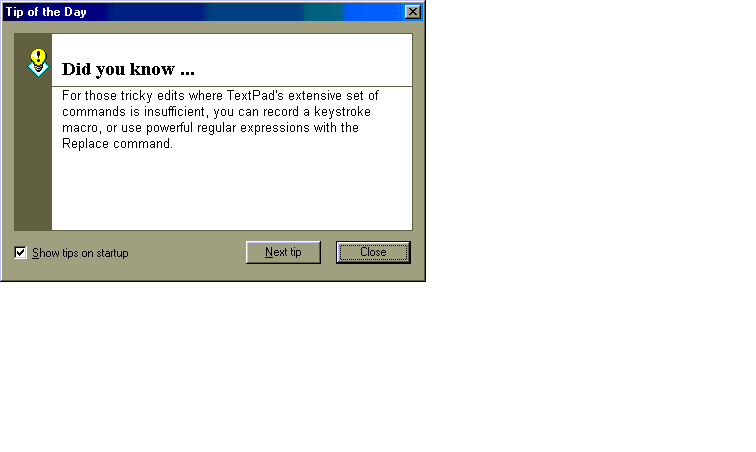 Tip of the Day
Did you know ...
For those tricky edits where TextPad's extensive set of
commands is insufficient, you can record a keystroke
macro, or use powerful regular expressions with the
Replace command.
Show tips on startup
Next tip
Close